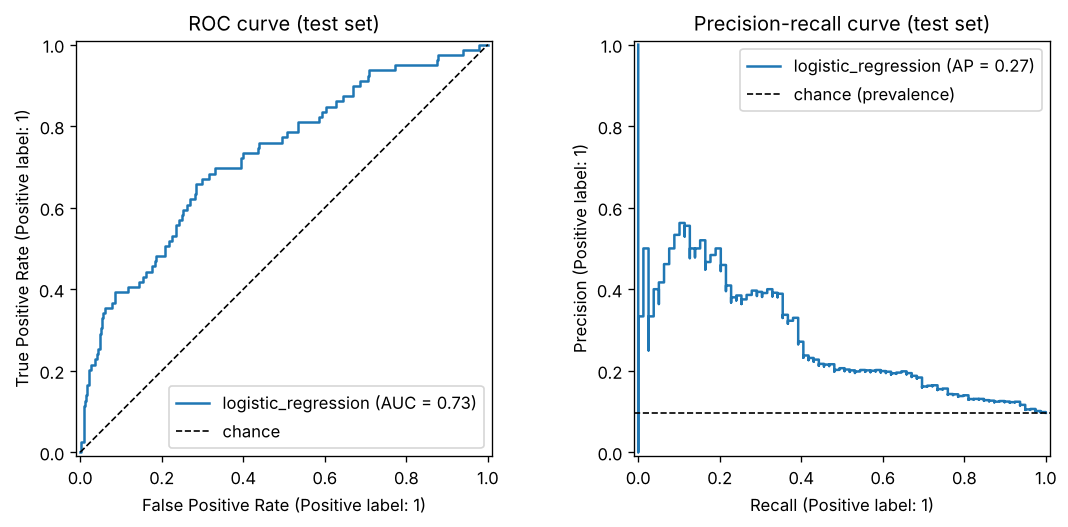 ROC curve (test set)
1.0
0.8
0.6
0.4
0.2
0.0
True Positive Rate (Positive label: 1)
logistic_regression (AUC = 0.73)
chance
0.0 0.2 0.4 0.6 0.8 1.0
False Positive Rate (Positive label: 1)
Precision-recall curve (test set)
1.0
0.8
0.6
0.4
0.2
0.0
Precision (Positive label: 1)
logistic_regression (AP = 0.27)
chance (prevalence)
0.0 0.2 0.4 0.6 0.8 1.0
Recall (Positive label: 1)